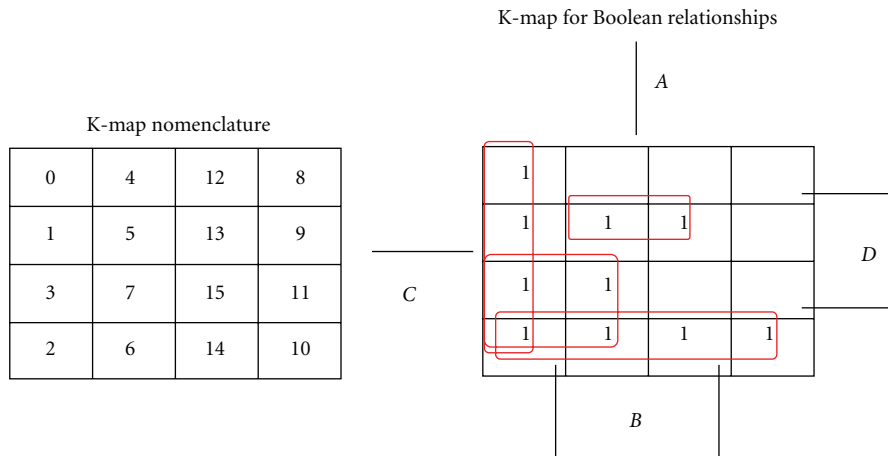 K-map for Boolean relationships
A
K-map nomenclature
0 4 12 8
1 5 13 9
3 7 15 11
2 6 14 10
1
1 1 1
1 1
1 1 1 1
C
D
B